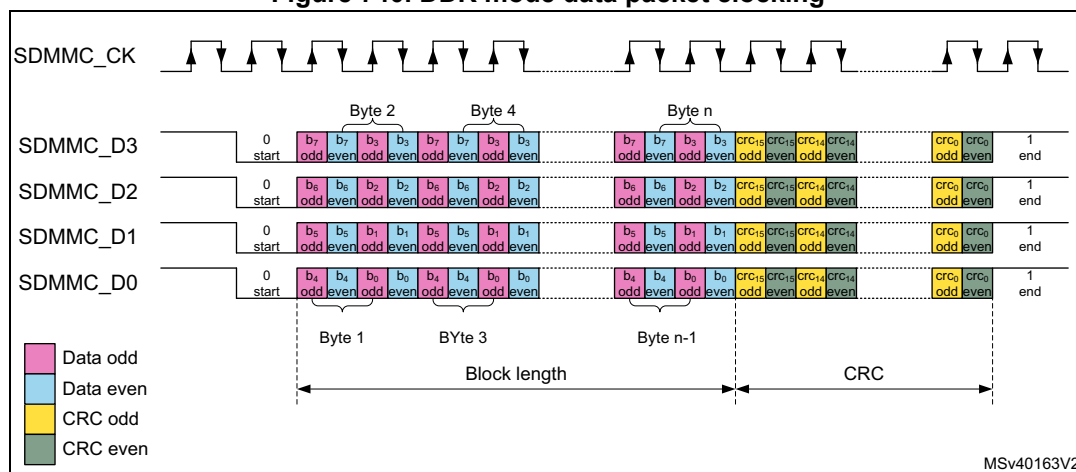 Figure DDR mode data packet clocking
SDMMC_CK
Byte 2 Byte 4 Byte n
SDMMC_D3 0 start b7 odd b7 even b3 odd b3 even b7 odd b7 even b3 odd b3 even b7 odd b7 even b3 odd b3 even crc15 odd crc15 even crc14 odd crc14 even crc0 odd crc0 even 1 end
SDMMC_D2 0 start b6 odd b6 even b2 odd b2 even b6 odd b6 even b2 odd b2 even b6 odd b6 even b2 odd b2 even crc15 odd crc15 even crc14 odd crc14 even crc0 odd crc0 even 1 end
SDMMC_D1 0 start b5 odd b5 even b1 odd b1 even b5 odd b5 even b1 odd b1 even b5 odd b5 even b1 odd b1 even crc15 odd crc15 even crc14 odd crc14 even crc0 odd crc0 even 1 end
SDMMC_D0 0 start b4 odd b4 even b0 odd b0 even b4 odd b4 even b0 odd b0 even b4 odd b4 even b0 odd b0 even crc15 odd crc15 even crc14 odd crc14 even crc0 odd crc0 even 1 end
Byte 1 BYte 3 Byte n-1
Block length CRC
Data odd
Data even
CRC odd
CRC even
MSv40163V2